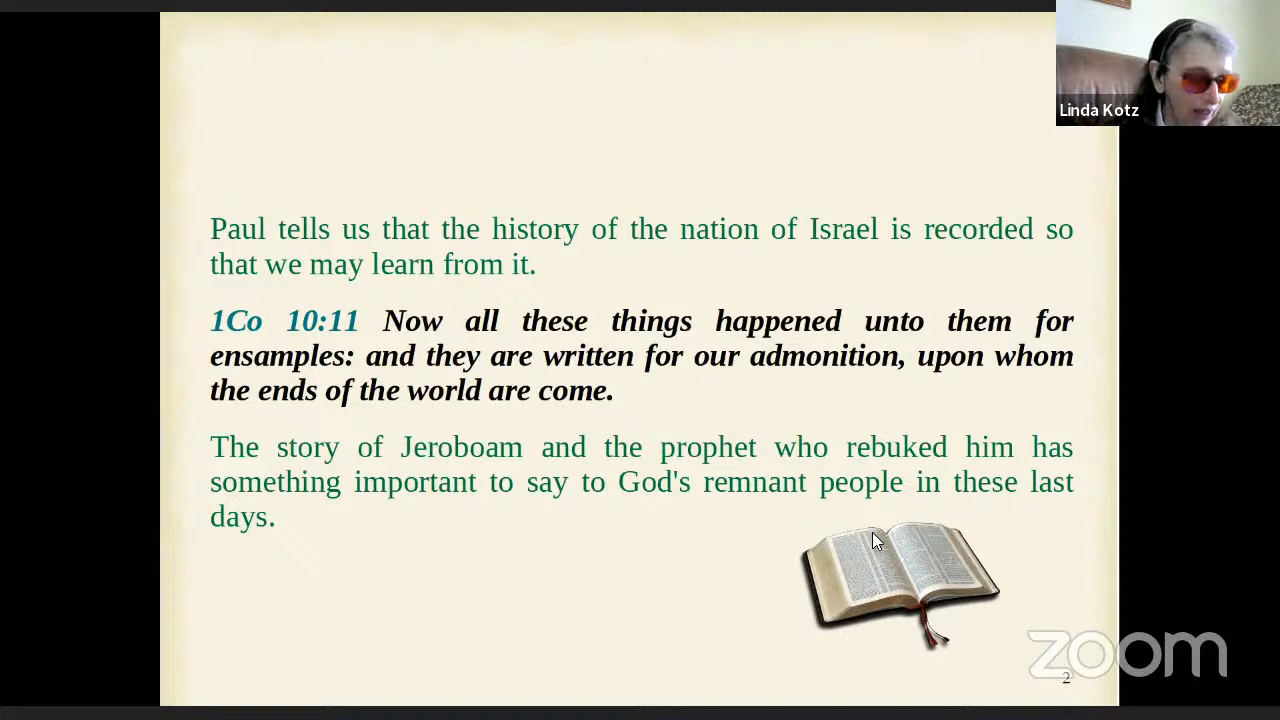 Linda Kotz
Paul tells us that the history of the nation of Israel is recorded so
that we may learn from it.
1Co 10:11 Now all these things happened unto them for
ensamples: and they are written for our admonition, upon whom
the ends of the world are come.
The story of Jeroboam and the prophet who rebuked him has
something important to say to God's remnant people in these last
days.
zoom
2